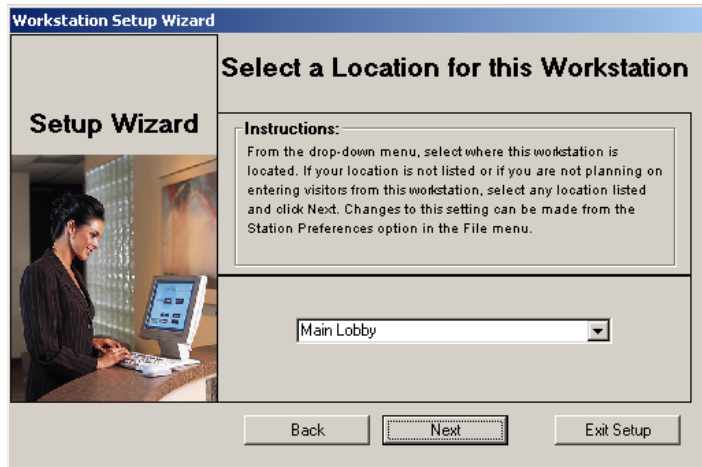 Workstation Setup Wizard
Setup Wizard
Select a Location for this Workstation
Instructions:
From the drop-down menu, select where this workstation is
located. If your location is not listed or if you are not planning on
entering visitors from this workstation, select any location listed
and click Next. Changes to this setting can be made from the
Station Preferences option in the File menu.
Main Lobby
Back
Next
Exit Setup